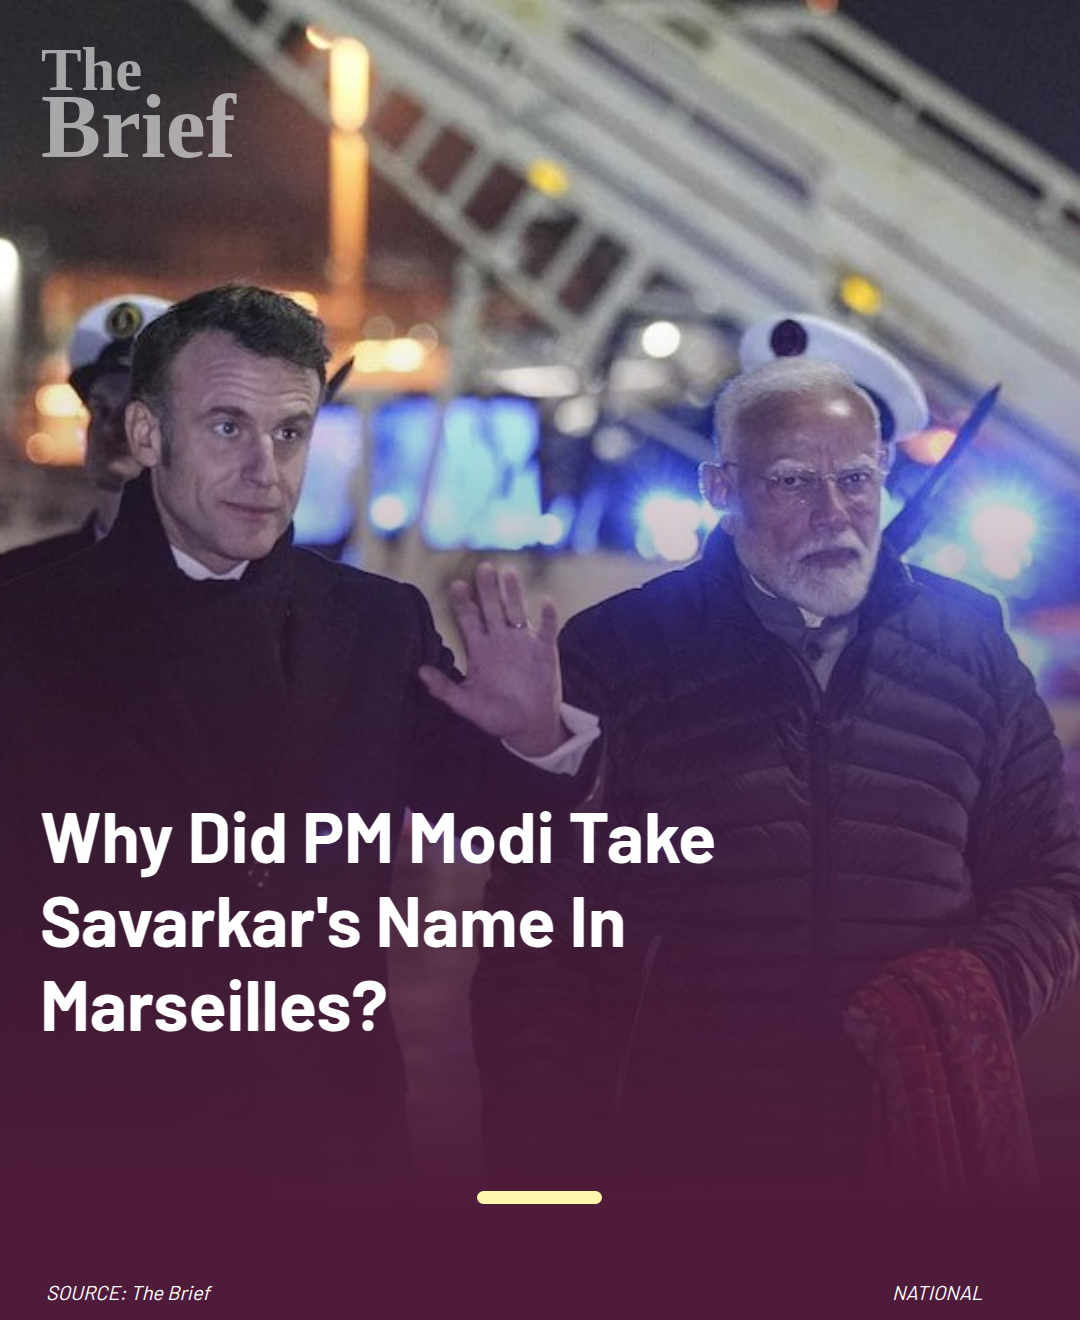 The
Brief
Why Did PM Modi Take
Savarkar's Name In
Marseilles?
SOURCE: The Brief
NATIONAL